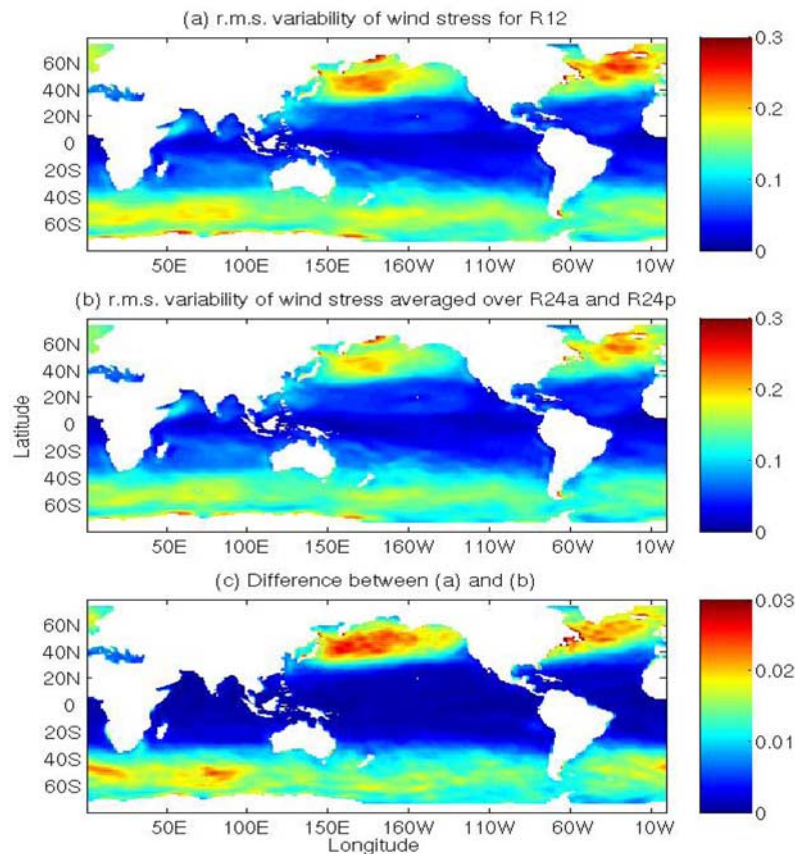 (a) r.m.s. variability of wind stress for R12
60N
40N
20N
0
20S
40S
60S
50E 100E 150E 160W 110W 60W 10W
0.3
0.2
0.1
0
(b) r.m.s. variability of wind stress averaged over R24a and R24p
Latitude
60N
40N
20N
0
20S
40S
60S
50E 100E 150E 160W 110W 60W 10W
0.3
0.2
0.1
0
(c) Difference between (a) and (b)
60N
40N
20N
0
20S
40S
60S
50E 100E 150E 160W 110W 60W 10W
Longitude
0.03
0.02
0.01
0